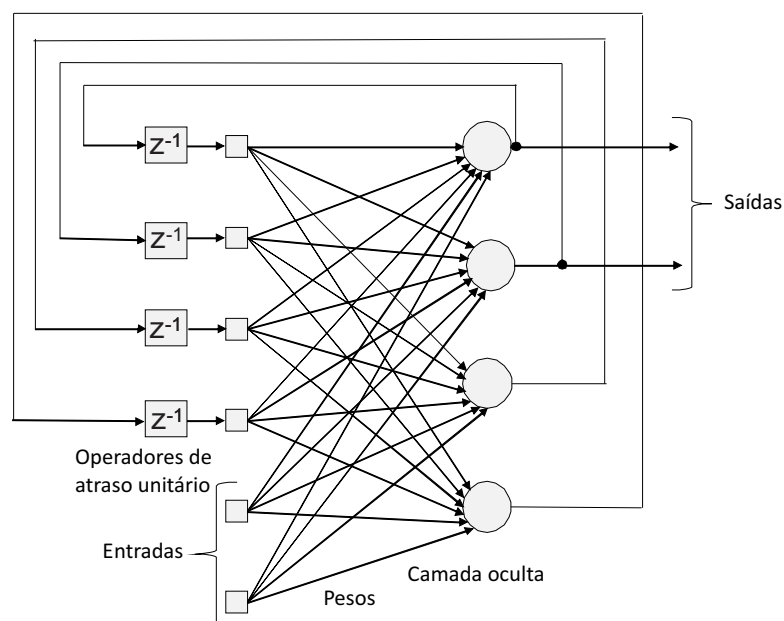 Z-1
Z-1
Saídas
Z-1
Z-1
Operadores de
atraso unitário
Entradas
Camada oculta
Pesos